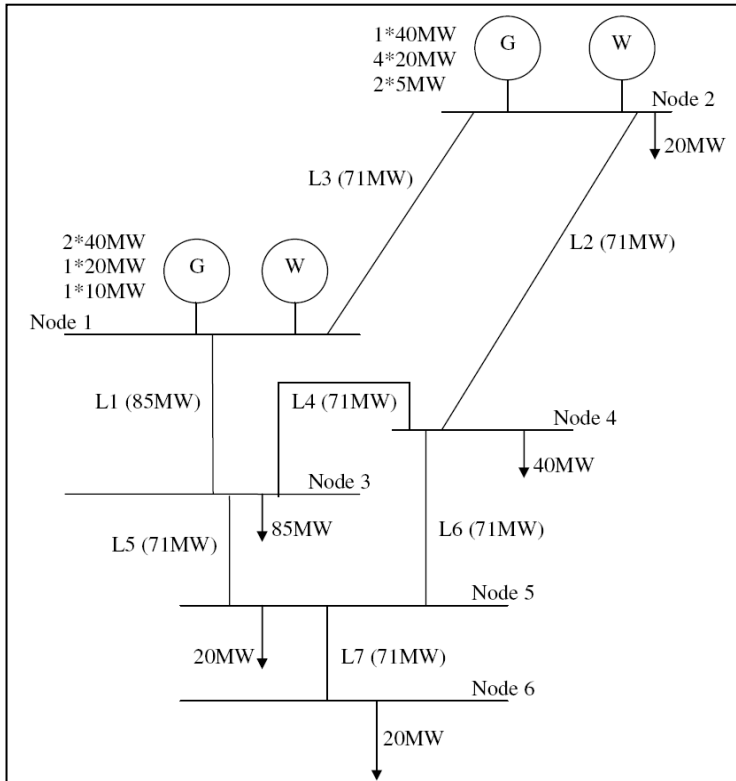 1*40MW
4*20MW
2*5MW
G
W
Node 2
20MW
L3 (71MW)
L2 (71MW)
2*40MW
1*20MW
1*10MW
G
W
Node 1
L1 (85MW)
L4 (71MW)
Node 4
40MW
Node 3
85MW
L5 (71MW)
L6 (71MW)
Node 5
20MW
L7 (71MW)
Node 6
20MW